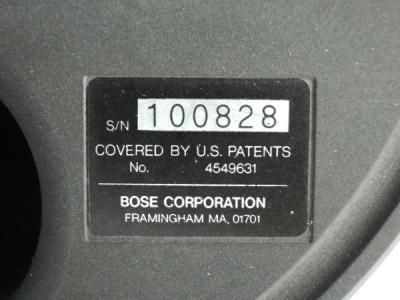 S/N 100828
COVERED BY U.S. PATENTS
No. 4549631
BOSE CORPORATION
FRAMINGHAM MA, 01701